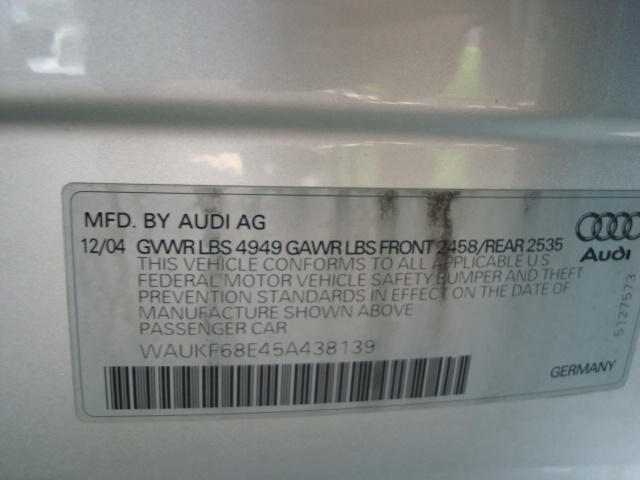 MFD. BY AUDI AG
12/04 GVWR LBS 4949 GAWR LBS FRONT 2458/REAR 2535
THIS VEHICLE CONFORMS TO ALL APPLICABLE U S
FEDERAL MOTOR VEHICLE SAFETY BUMPER AND THEFT
PREVENTION STANDARDS IN EFFECT ON THE DATE OF
MANUFACTURE SHOWN ABOVE
PASSENGER CAR
WAUKF68E45A438139
Audi
5127573
GERMANY